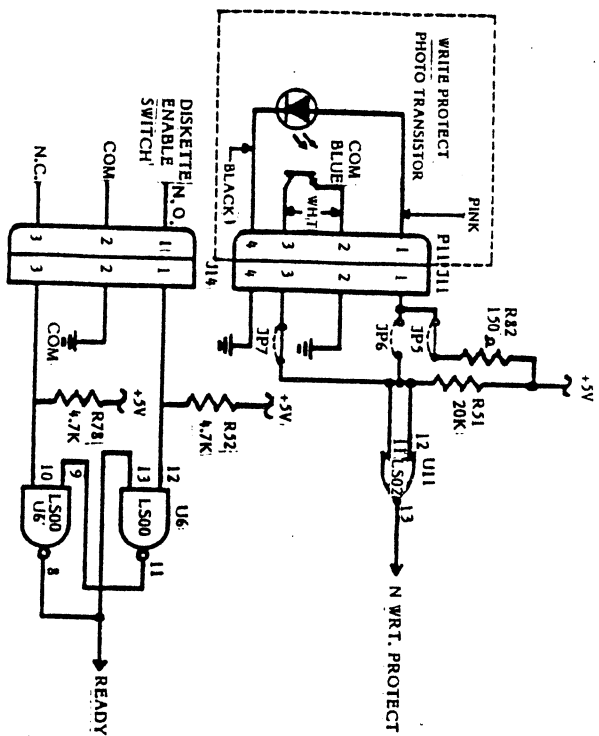 WRITE PROTECT
PHOTO TRANSISTOR
PINK
COM
BLUE
WHT
BLACK
P11 J11
1 1
2 2
3 3
4 4
J14
JP5
JP6
JP7
R82
150 Ω
+5V
R51
20K
12 U11
11 LS02
13
N WRT. PROTECT
DISKETTE
ENABLE
SWITCH
N.O.
COM
N.C.
1 1
2 2
3 3
COM
+5V
R52
4.7K
+5V
R78
4.7K
12
13
U6
LS00
11
9
10
LS00
U6
8
READY